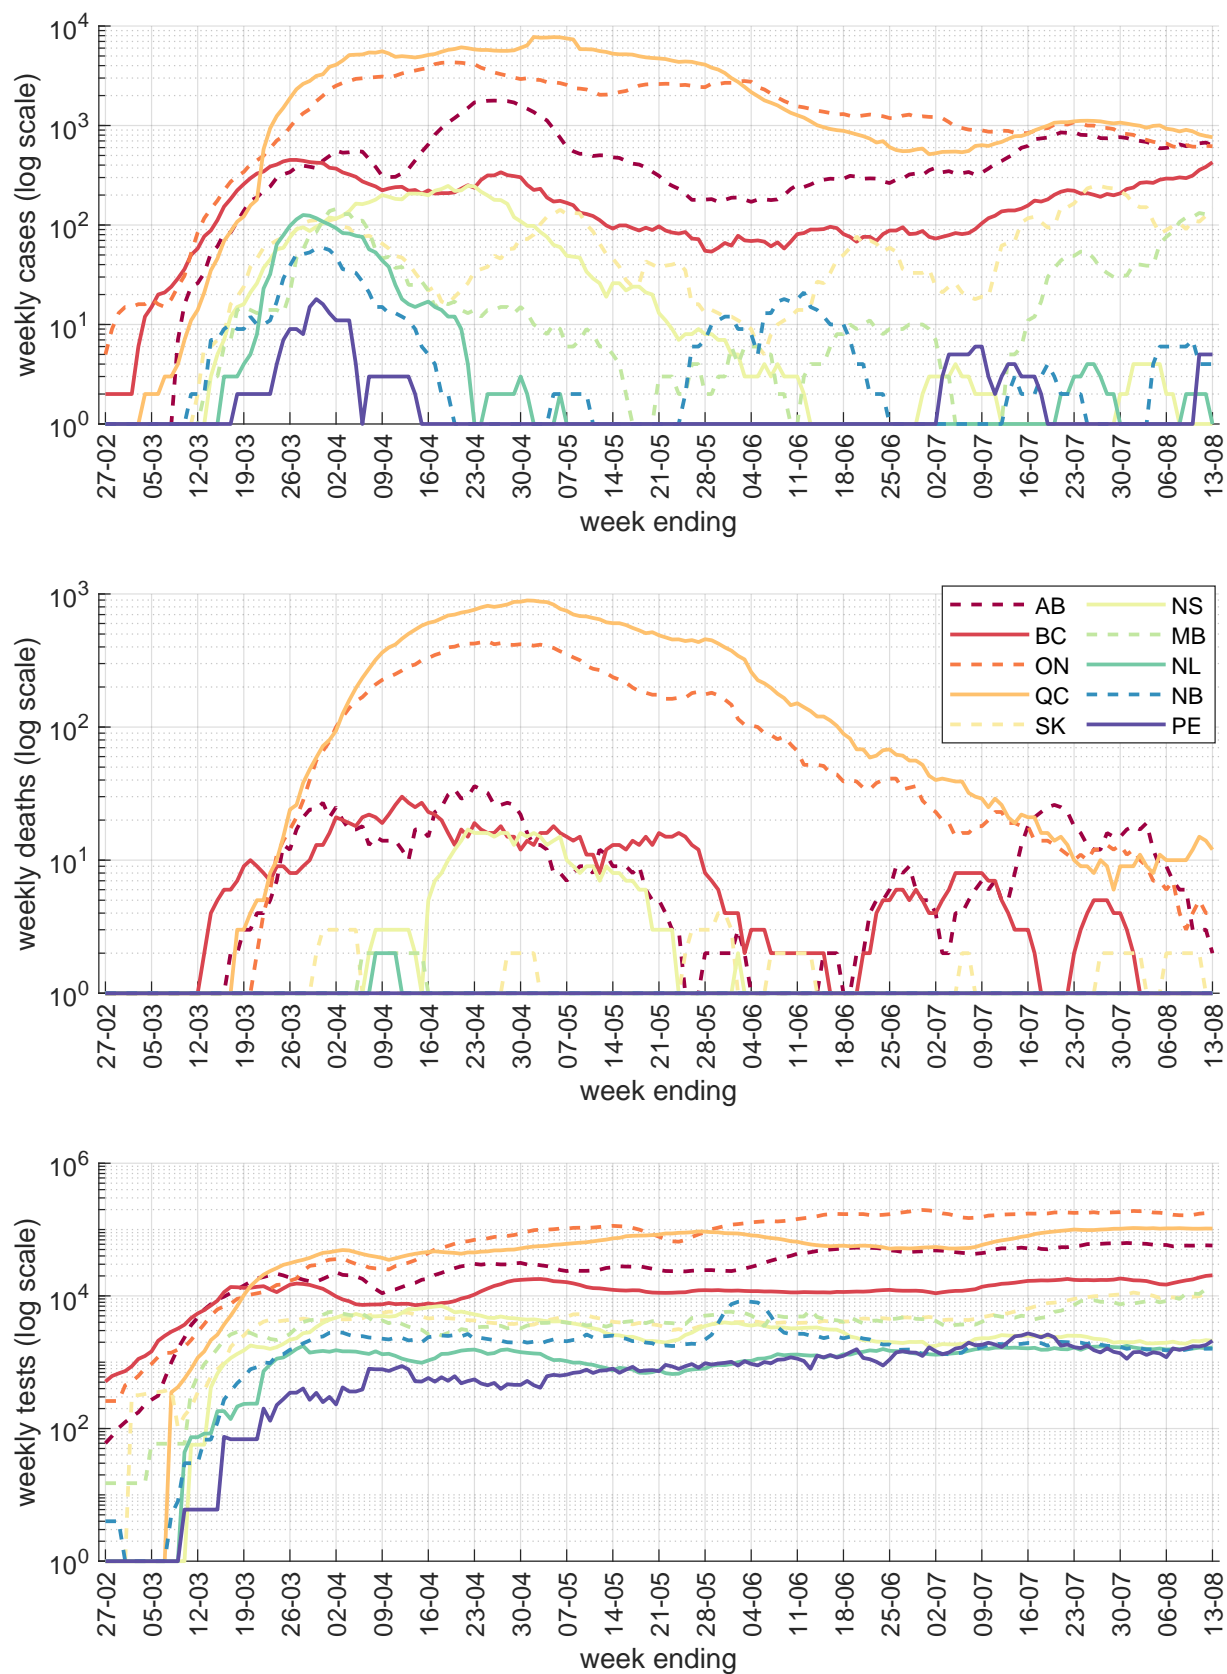 10^4
10^3
10^2
10^1
10^0
weekly cases (log scale)
27-02 05-03 12-03 19-03 26-03 02-04 09-04 16-04 23-04 30-04 07-05 14-05 21-05 28-05 04-06 11-06 18-06 25-06 02-07 09-07 16-07 23-07 30-07 06-08 13-08
week ending
10^3
10^2
10^1
10^0
weekly deaths (log scale)
AB NS
BC MB
ON NL
QC NB
SK PE
27-02 05-03 12-03 19-03 26-03 02-04 09-04 16-04 23-04 30-04 07-05 14-05 21-05 28-05 04-06 11-06 18-06 25-06 02-07 09-07 16-07 23-07 30-07 06-08 13-08
week ending
10^6
10^4
10^2
10^0
weekly tests (log scale)
27-02 05-03 12-03 19-03 26-03 02-04 09-04 16-04 23-04 30-04 07-05 14-05 21-05 28-05 04-06 11-06 18-06 25-06 02-07 09-07 16-07 23-07 30-07 06-08 13-08
week ending